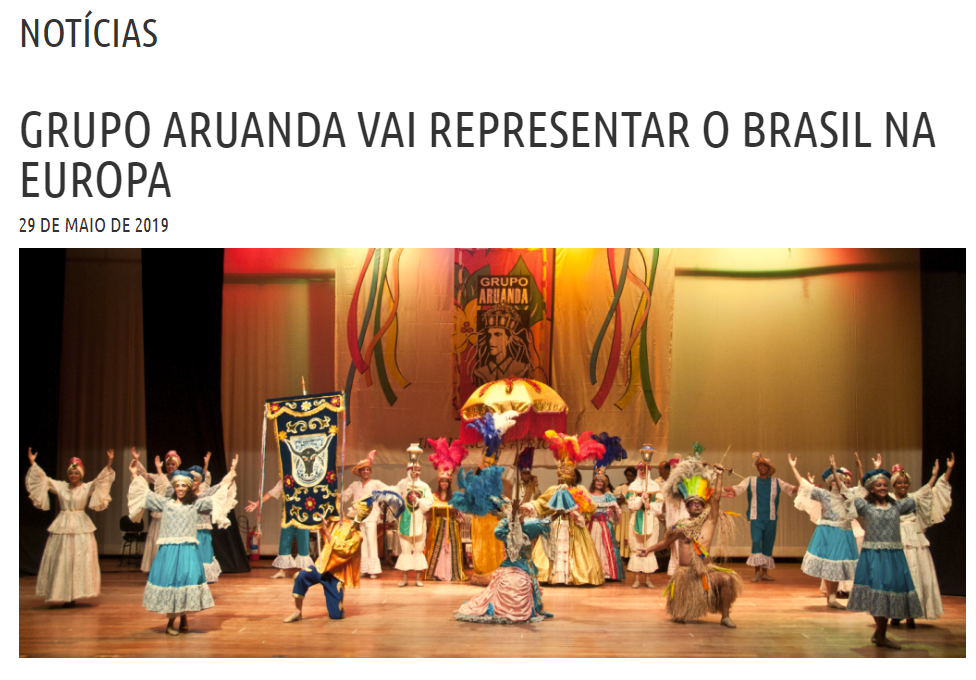 NOTÍCIAS
GRUPO ARUANDA VAI REPRESENTAR O BRASIL NA
EUROPA
29 DE MAIO DE 2019
GRUPO
ARUANDA